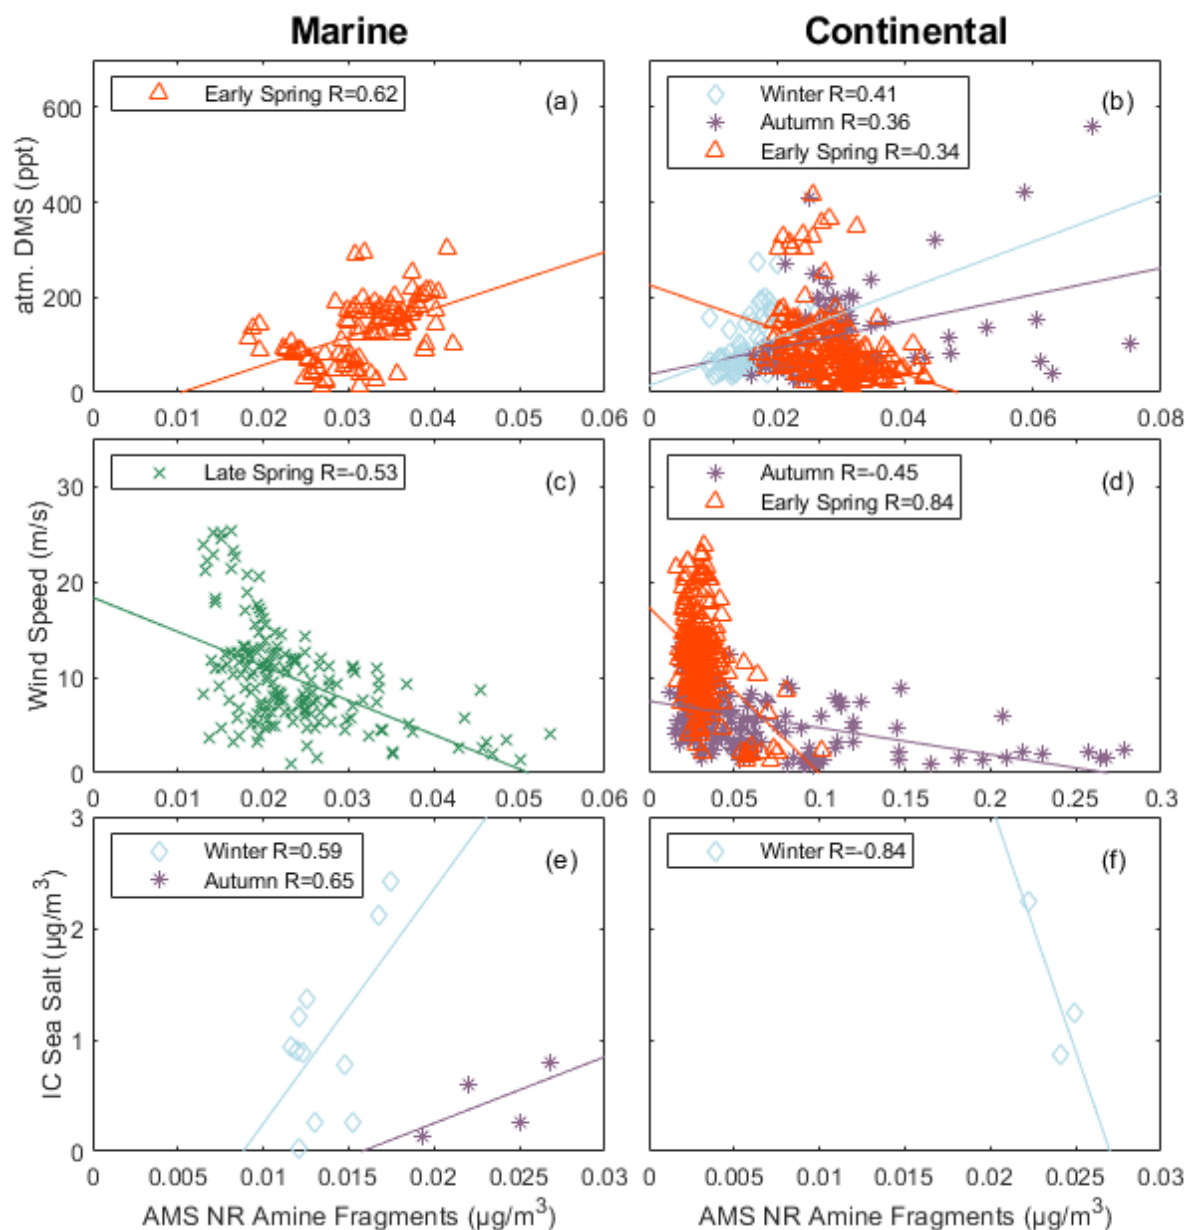 Marine
Continental
Early Spring R=0.62
(a)
Winter R=0.41
Autumn R=0.36
Early Spring R=-0.34
(b)
atm. DMS (ppt)
600
400
200
0
0 0.01 0.02 0.03 0.04 0.05 0.06
0 0.02 0.04 0.06 0.08
Late Spring R=-0.53
(c)
Autumn R=-0.45
Early Spring R=0.84
(d)
Wind Speed (m/s)
30
20
10
0
0 0.01 0.02 0.03 0.04 0.05 0.06
0 0.05 0.1 0.15 0.2 0.25 0.3
Winter R=0.59
Autumn R=0.65
(e)
Winter R=-0.84
(f)
IC Sea Salt (µg/m³)
3
2
1
0
0 0.005 0.01 0.015 0.02 0.025 0.03
0 0.005 0.01 0.015 0.02 0.025 0.03
AMS NR Amine Fragments (µg/m³)
AMS NR Amine Fragments (µg/m³)